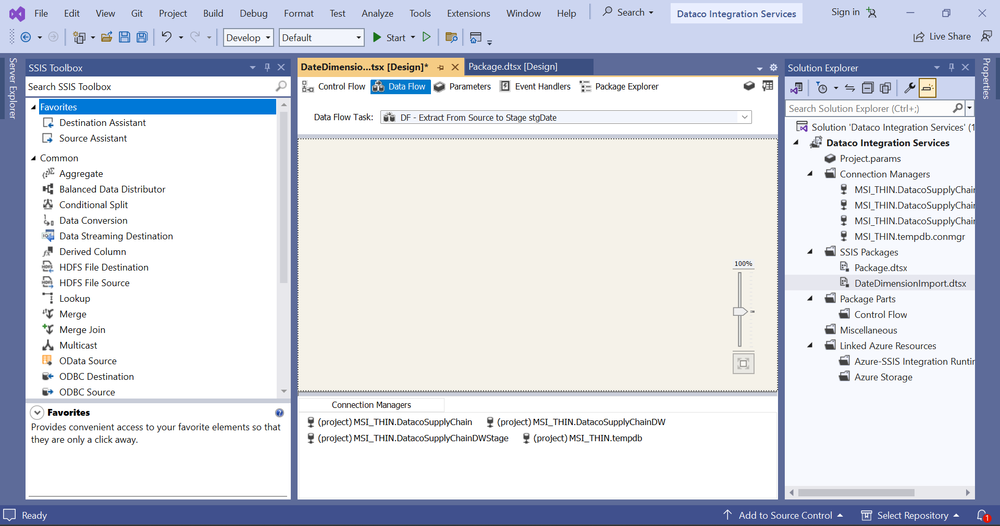 File Edit View Git Project Build Debug Format Test Analyze Tools Extensions Window Help Search Dataco Integration Services Sign in
Develop Default Start Live Share
Server Explorer
SSIS Toolbox
Search SSIS Toolbox
Favorites
Destination Assistant
Source Assistant
Common
Aggregate
Balanced Data Distributor
Conditional Split
Data Conversion
Data Streaming Destination
Derived Column
HDFS File Destination
HDFS File Source
Lookup
Merge
Merge Join
Multicast
OData Source
ODBC Destination
ODBC Source
Favorites
Provides convenient access to your favorite elements so that
they are only a click away.
DateDimensio...tsx [Design]* Package.dtsx [Design]
Control Flow Data Flow Parameters Event Handlers Package Explorer
Data Flow Task: DF - Extract From Source to Stage stgDate
100%
Connection Managers
(project) MSI_THIN.DatacoSupplyChain (project) MSI_THIN.DatacoSupplyChainDW
(project) MSI_THIN.DatacoSupplyChainDWStage (project) MSI_THIN.tempdb
Solution Explorer
Search Solution Explorer (Ctrl+;)
Solution 'Dataco Integration Services' (1
Dataco Integration Services
Project.params
Connection Managers
MSI_THIN.DatacoSupplyChain
MSI_THIN.DatacoSupplyChain
MSI_THIN.DatacoSupplyChain
MSI_THIN.tempdb.conmgr
SSIS Packages
Package.dtsx
DateDimensionImport.dtsx
Package Parts
Control Flow
Miscellaneous
Linked Azure Resources
Azure-SSIS Integration Runti
Azure Storage
Properties
Ready Add to Source Control Select Repository 1